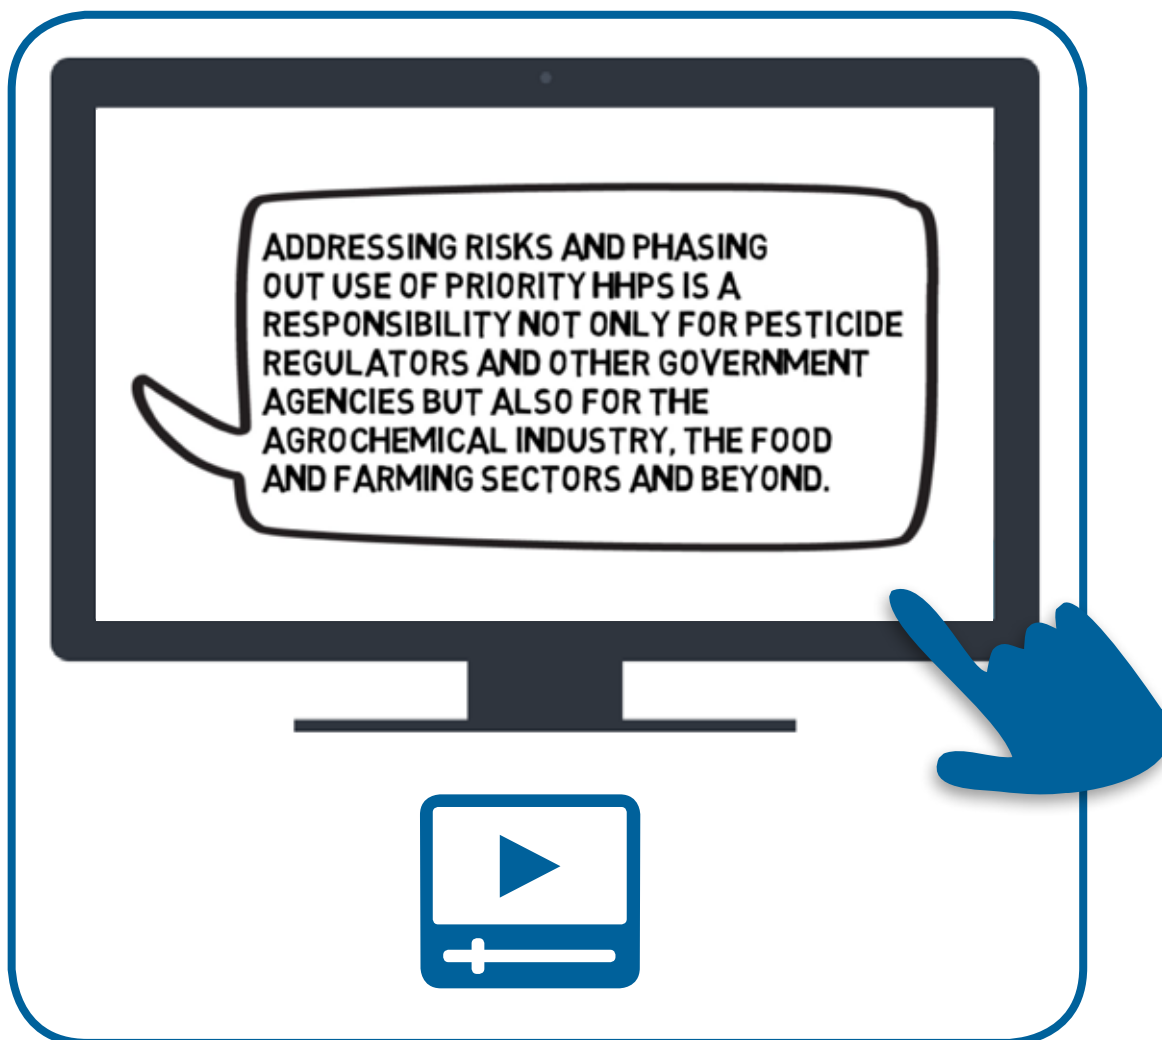 ADDRESSING RISKS AND PHASING
OUT USE OF PRIORITY HHPS IS A
RESPONSIBILITY NOT ONLY FOR PESTICIDE
REGULATORS AND OTHER GOVERNMENT
AGENCIES BUT ALSO FOR THE
AGROCHEMICAL INDUSTRY, THE FOOD
AND FARMING SECTORS AND BEYOND.